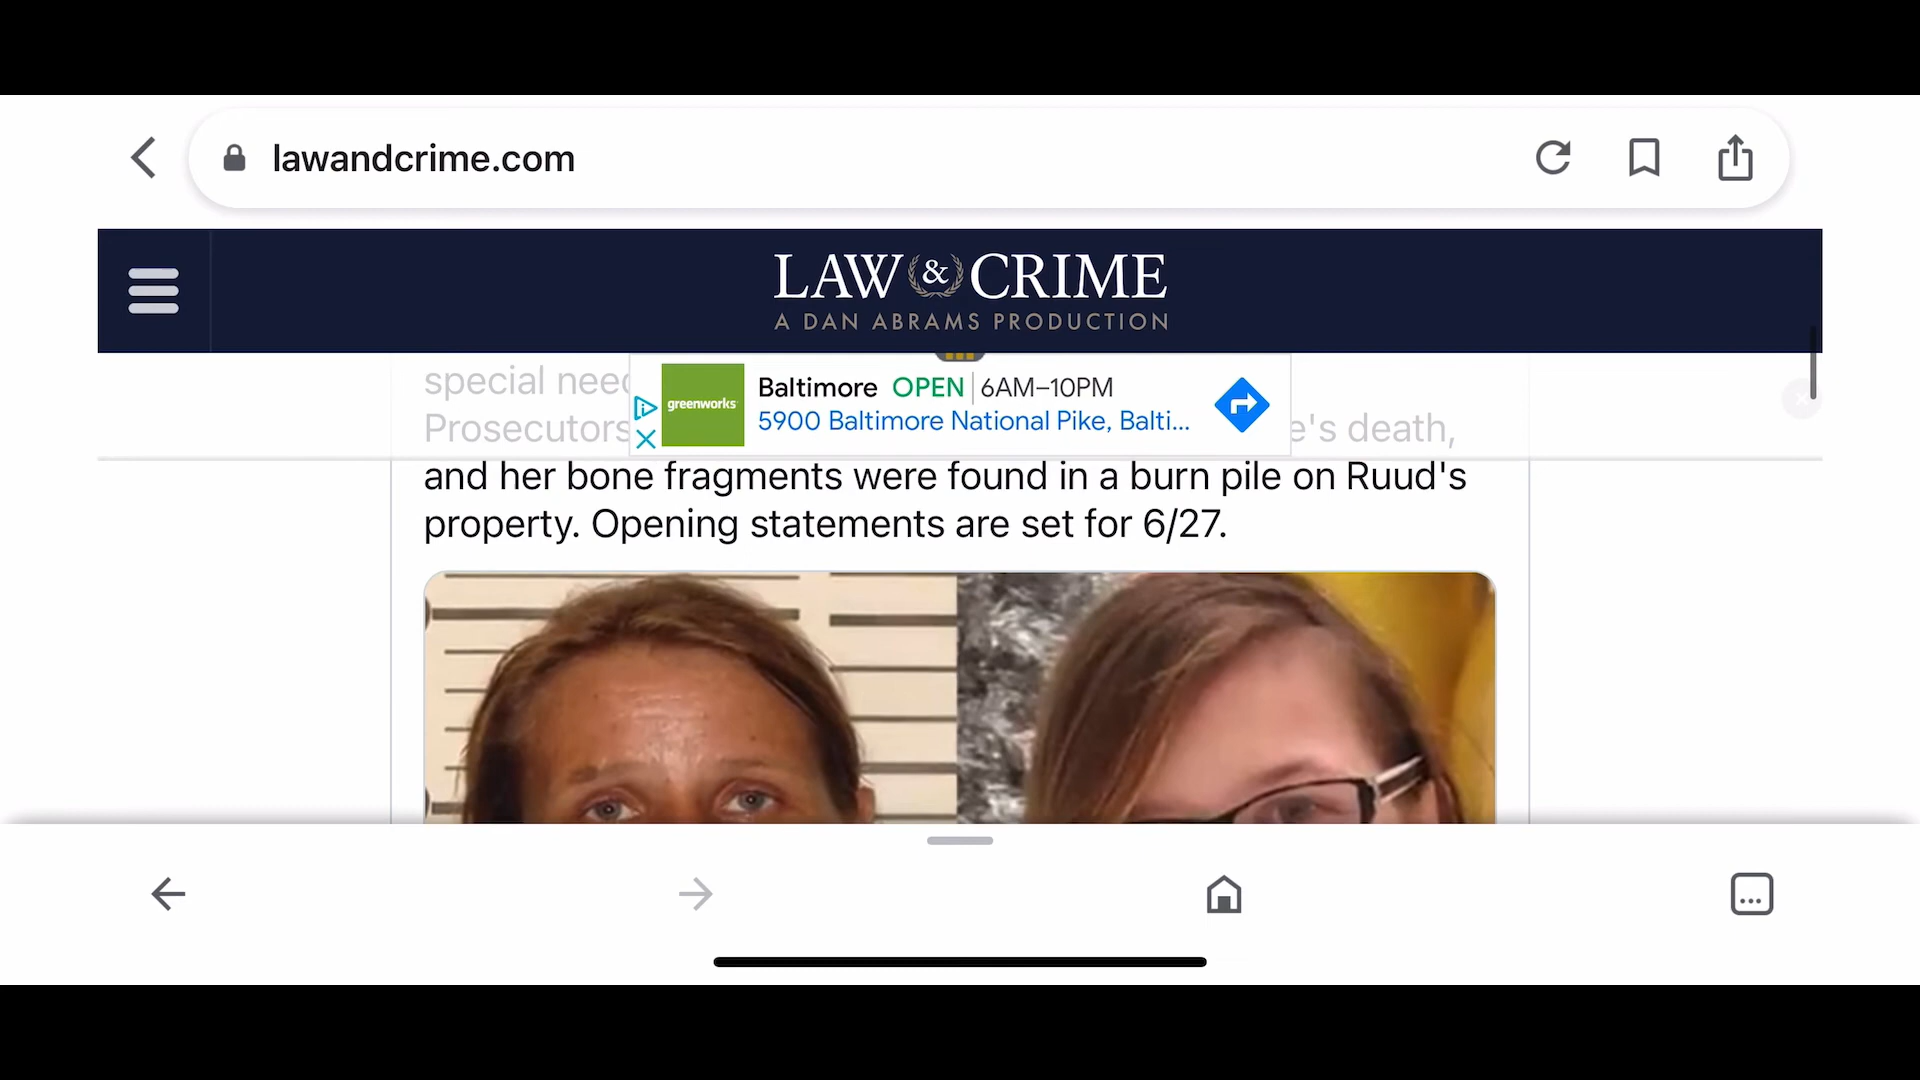 lawandcrime.com
LAW & CRIME
A DAN ABRAMS PRODUCTION
special
Prosecutors
greenworks
Baltimore OPEN | 6AM–10PM
5900 Baltimore National Pike, Balti...
e's death,
and her bone fragments were found in a burn pile on Ruud's
property. Opening statements are set for 6/27.